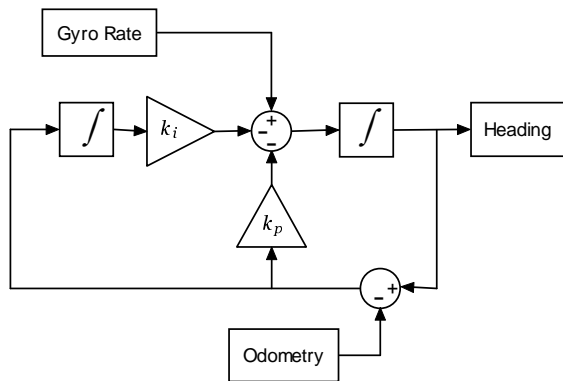 Gyro Rate
+
∫
k_i
-
-
∫
Heading
k_p
+
-
Odometry